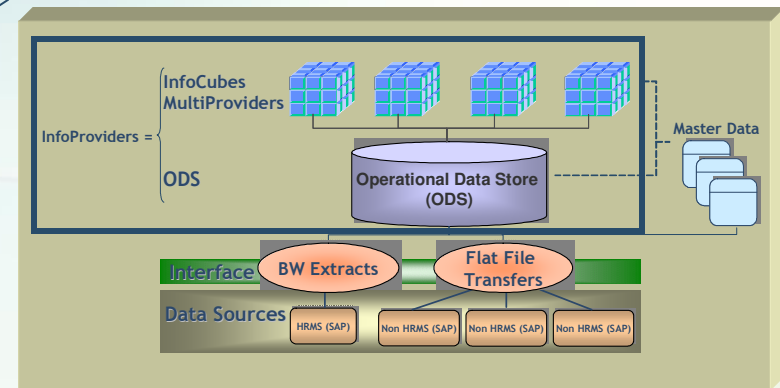 InfoCubes
MultiProviders
InfoProviders =
ODS
Master Data
Operational Data Store
(ODS)
Interface
BW Extracts
Flat File
Transfers
Data Sources
HRMS (SAP)
Non HRMS (SAP)
Non HRMS (SAP)
Non HRMS (SAP)